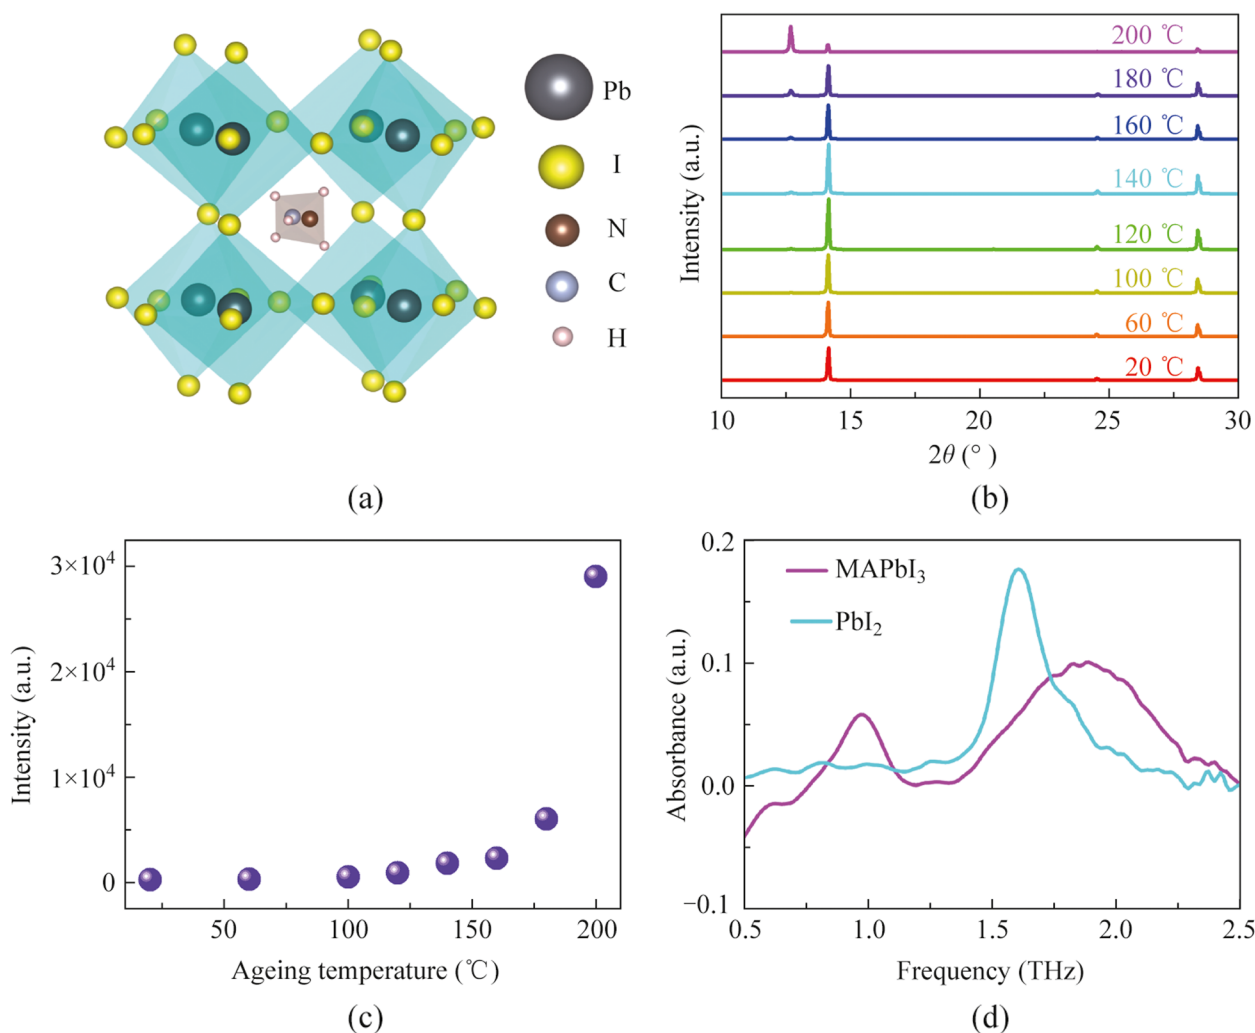 Pb
I
N
C
H
(a)
Intensity (a.u.)
200 ℃
180 ℃
160 ℃
140 ℃
120 ℃
100 ℃
60 ℃
20 ℃
10 15 20 25 30
2θ (° )
(b)
Intensity (a.u.)
3×10⁴
2×10⁴
1×10⁴
0
50 100 150 200
Ageing temperature (℃)
(c)
Absorbance (a.u.)
0.2
0.1
0.0
−0.1
MAPbI₃
PbI₂
0.5 1.0 1.5 2.0 2.5
Frequency (THz)
(d)